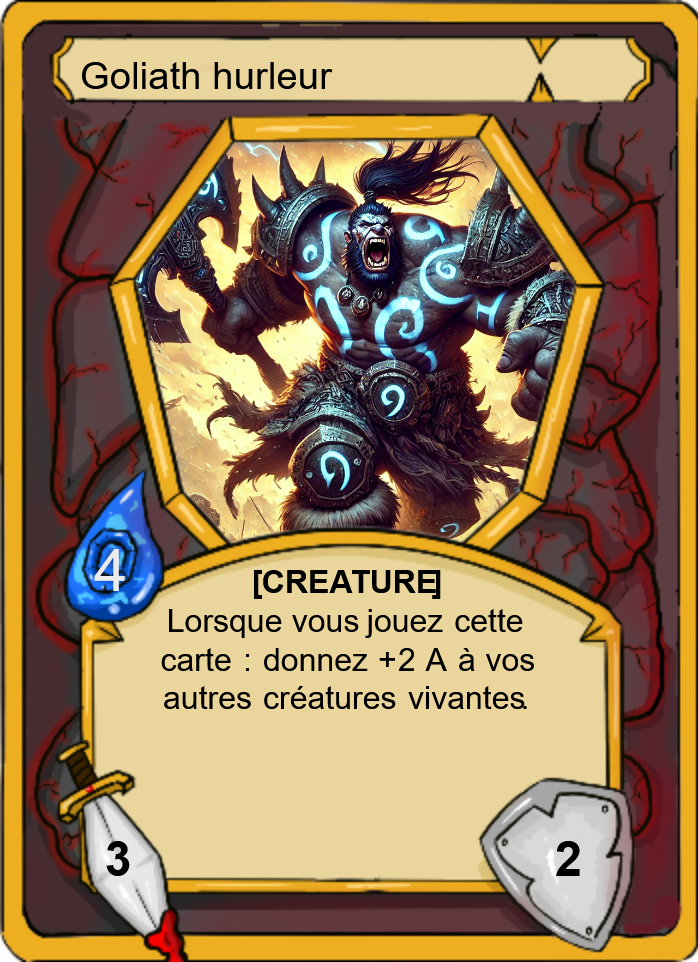 Goliath hurleur
4
[CREATURE]
Lorsque vous jouez cette
carte : donnez +2 A à vos
autres créatures vivantes.
3
2